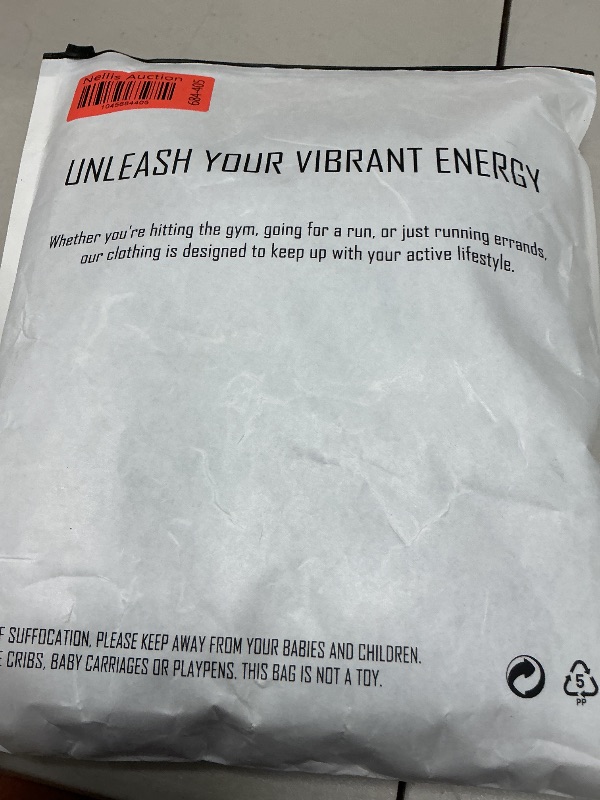 Nellis Auction
1045884405
684-405
UNLEASH YOUR VIBRANT ENERGY
Whether you're hitting the gym, going for a run, or just running errands,
our clothing is designed to keep up with your active lifestyle.
F SUFFOCATION, PLEASE KEEP AWAY FROM YOUR BABIES AND CHILDREN.
E CRIBS, BABY CARRIAGES OR PLAYPENS. THIS BAG IS NOT A TOY.
5
PP